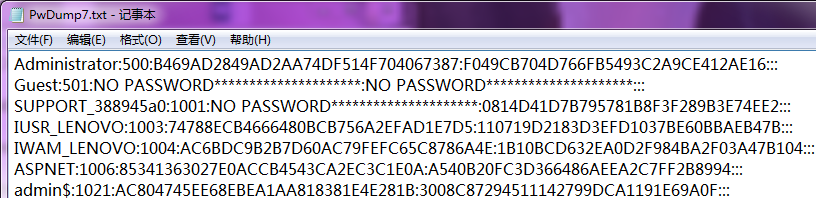 PwDump7.txt - 记事本
文件(F) 编辑(E) 格式(O) 查看(V) 帮助(H)
Administrator:500:B469AD2849AD2AA74DF514F704067387:F049CB704D766FB5493C2A9CE412AE16:::
Guest:501:NO PASSWORD*********************:NO PASSWORD*********************:::
SUPPORT_388945a0:1001:NO PASSWORD*********************:0814D41D7B795781B8F3F289B3E74EE2:::
IUSR_LENOVO:1003:74788ECB4666480BCB756A2EFAD1E7D5:110719D2183D3EFD1037BE60BBAEB47B:::
IWAM_LENOVO:1004:AC6BDC9B2B7D60AC79FEFC65C8786A4E:1B10BCD632EA0D2F984BA2F03A47B104:::
ASPNET:1006:85341363027E0ACCB4543CA2EC3C1E0A:A540B20FC3D366486AEEA2C7FF2B8994:::
admin$:1021:AC804745EE68EBEA1AA818381E4E281B:3008C87294511142799DCA1191E69A0F:::